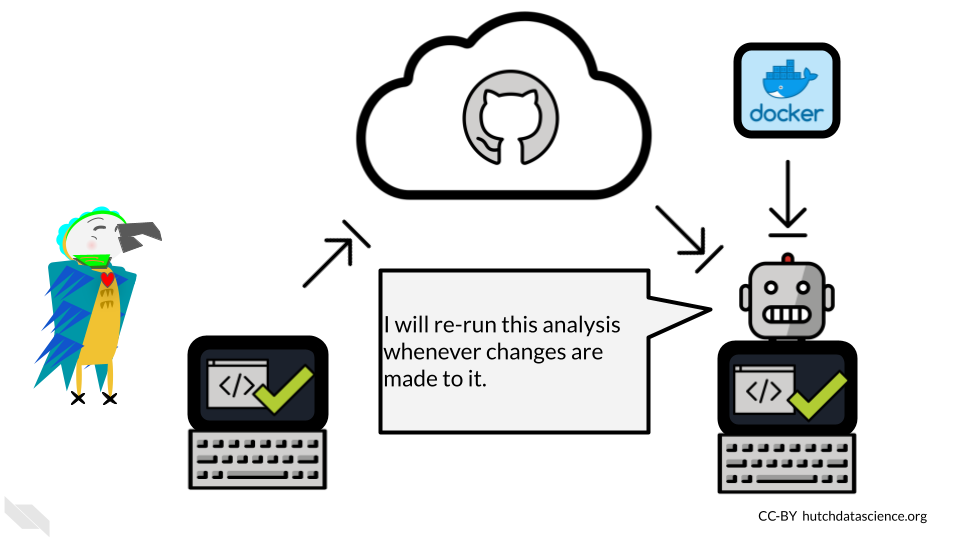 docker
I will re-run this analysis
whenever changes are
made to it.
</>
</>
CC-BY hutchdatascience.org